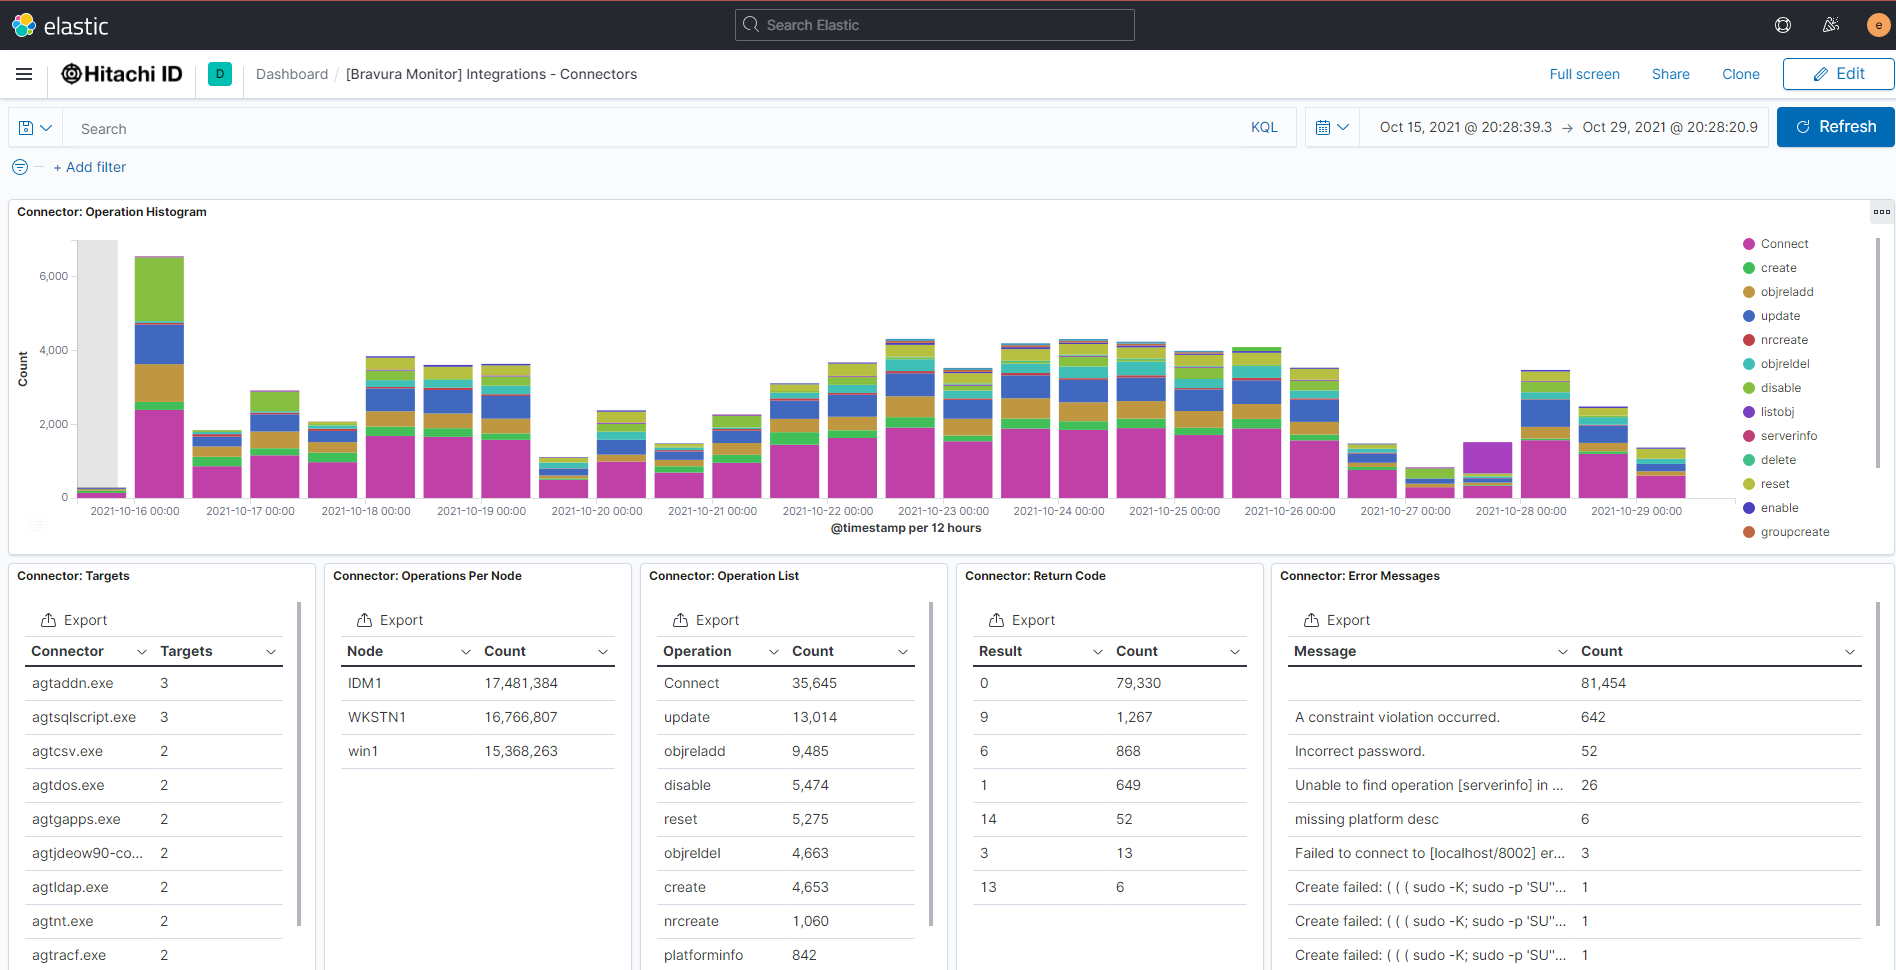 elastic
Search Elastic
e
Hitachi ID
D
Dashboard / [Bravura Monitor] Integrations - Connectors
Full screen
Share
Clone
Edit
Search
KQL
Oct 15, 2021 @ 20:28:39.3 → Oct 29, 2021 @ 20:28:20.9
Refresh
+ Add filter
Connector: Operation Histogram
Count
6,000
4,000
2,000
0
2021-10-16 00:00
2021-10-17 00:00
2021-10-18 00:00
2021-10-19 00:00
2021-10-20 00:00
2021-10-21 00:00
2021-10-22 00:00
2021-10-23 00:00
2021-10-24 00:00
2021-10-25 00:00
2021-10-26 00:00
2021-10-27 00:00
2021-10-28 00:00
2021-10-29 00:00
@timestamp per 12 hours
Connect
create
objreladd
update
nrcreate
objreldel
disable
listobj
serverinfo
delete
reset
enable
groupcreate
Connector: Targets
Export
Connector Targets
agtaddn.exe 3
agtsqlscript.exe 3
agtcsv.exe 2
agtdos.exe 2
agtgapps.exe 2
agtjdeow90-co... 2
agtldap.exe 2
agtnt.exe 2
agtracf.exe 2
Connector: Operations Per Node
Export
Node Count
IDM1 17,481,384
WKSTN1 16,766,807
win1 15,368,263
Connector: Operation List
Export
Operation Count
Connect 35,645
update 13,014
objreladd 9,485
disable 5,474
reset 5,275
objreldel 4,663
create 4,653
nrcreate 1,060
platforminfo 842
Connector: Return Code
Export
Result Count
0 79,330
9 1,267
6 868
1 649
14 52
3 13
13 6
Connector: Error Messages
Export
Message Count
81,454
A constraint violation occurred. 642
Incorrect password. 52
Unable to find operation [serverinfo] in ... 26
missing platform desc 6
Failed to connect to [localhost/8002] er... 3
Create failed: ( ( ( sudo -K; sudo -p 'SU"... 1
Create failed: ( ( ( sudo -K; sudo -p 'SU"... 1
Create failed: ( ( ( sudo -K; sudo -p 'SU"... 1